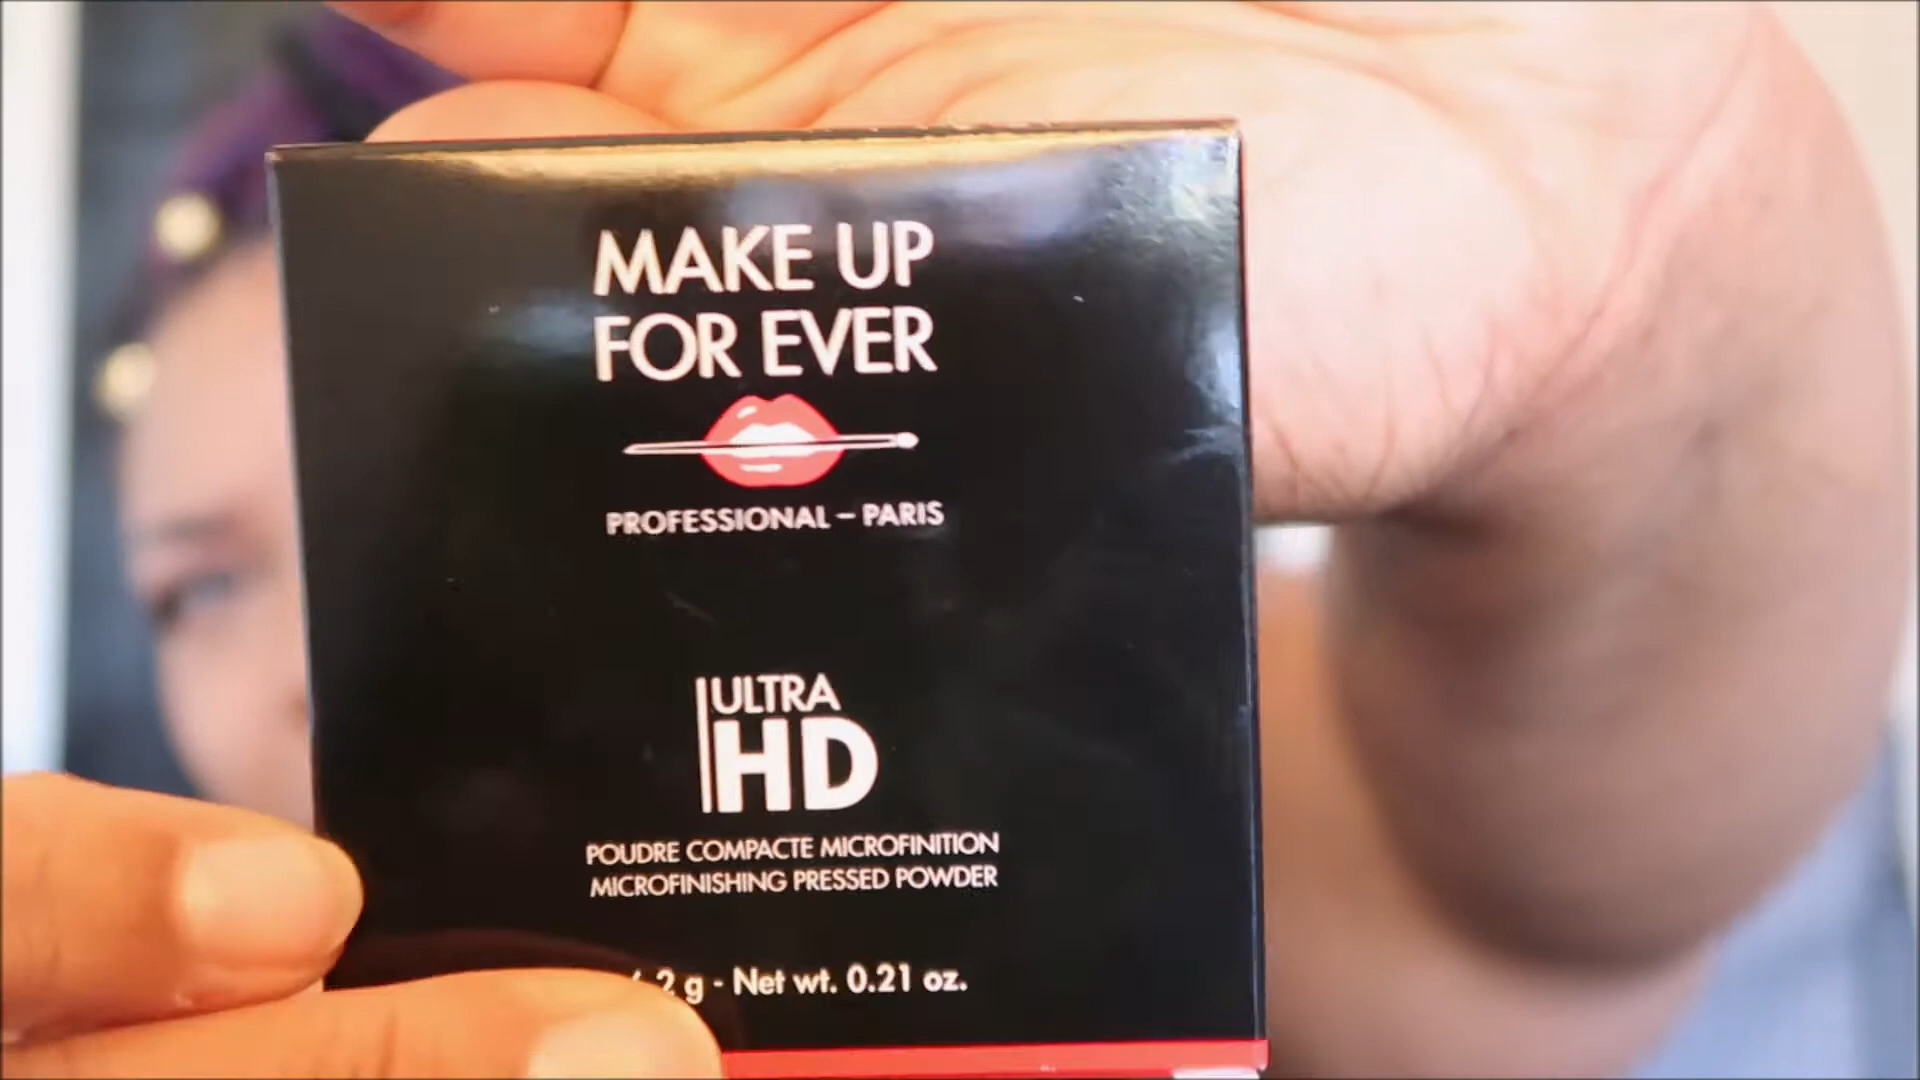 MAKE UP
FOR EVER
PROFESSIONAL – PARIS
ULTRA
HD
POUDRE COMPACTE MICROFINITION
MICROFINISHING PRESSED POWDER
g - Net wt. 0.21 oz.